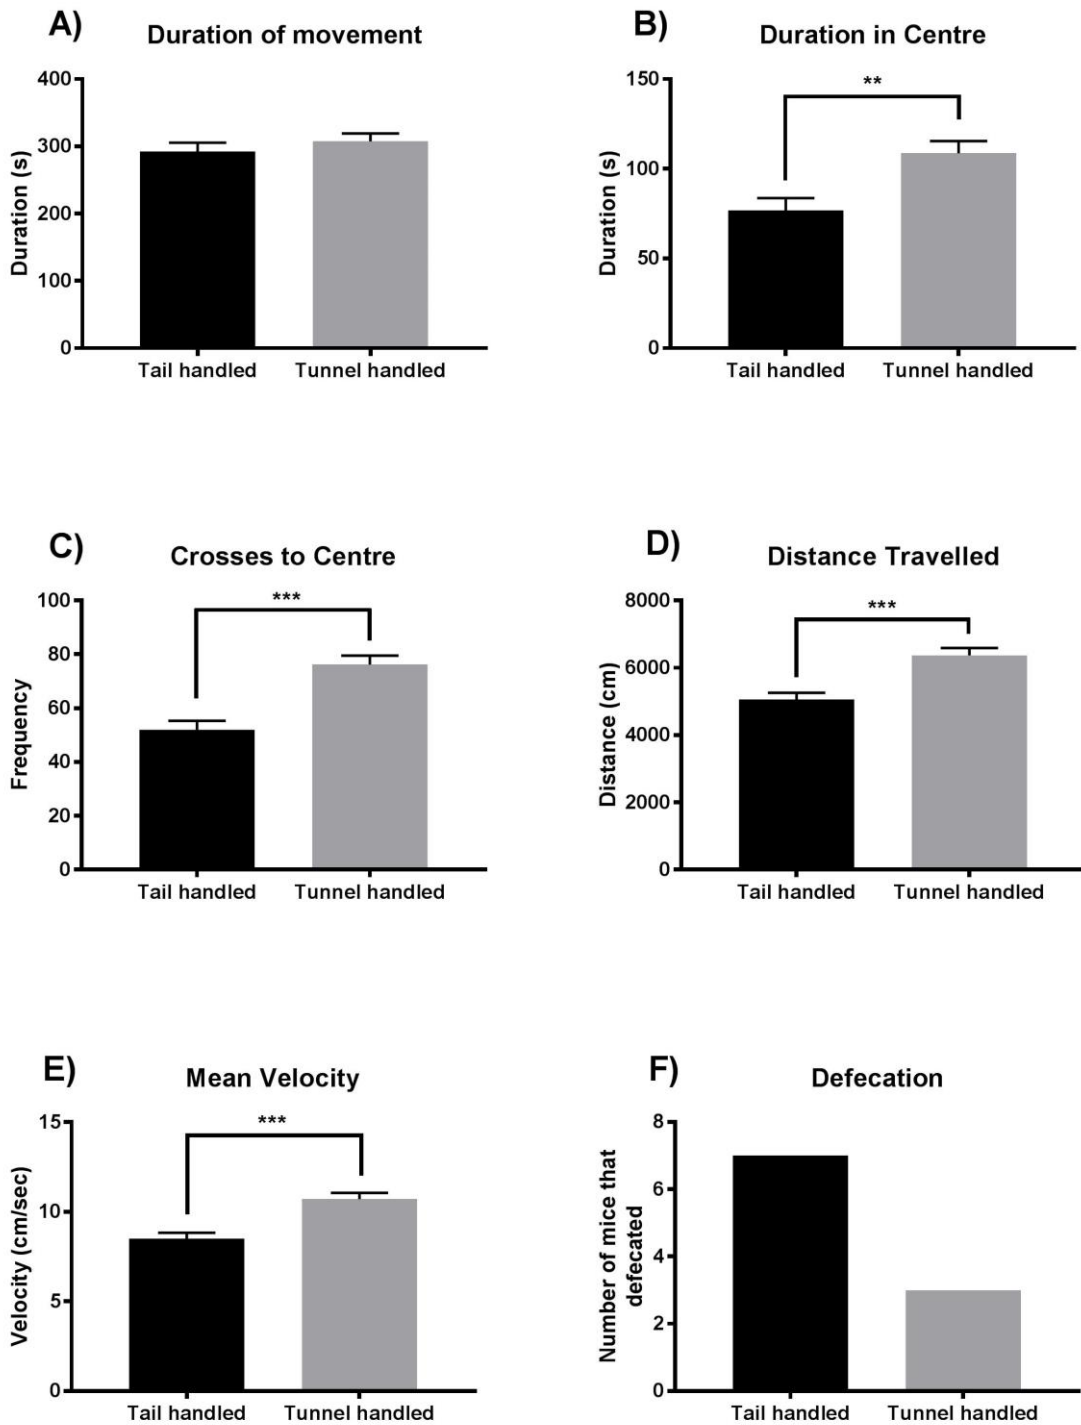 A)
Duration of movement
400
300
200
100
0
Duration (s)
Tail handled
Tunnel handled
B)
Duration in Centre
**
150
100
50
0
Duration (s)
Tail handled
Tunnel handled
C)
Crosses to Centre
***
100
80
60
40
20
0
Frequency
Tail handled
Tunnel handled
D)
Distance Travelled
***
8000
6000
4000
2000
0
Distance (cm)
Tail handled
Tunnel handled
E)
Mean Velocity
***
15
10
5
0
Velocity (cm/sec)
Tail handled
Tunnel handled
F)
Defecation
8
6
4
2
0
Number of mice that
defecated
Tail handled
Tunnel handled